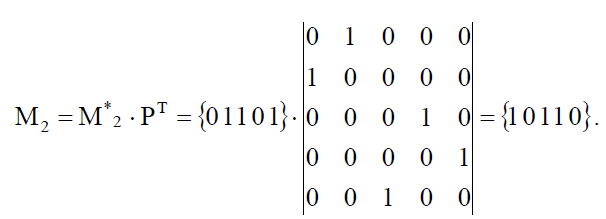 |0 1 0 0 0|
|1 0 0 0 0|
M₂ = M*₂ · Pᵀ = {0 1 1 0 1} · |0 0 0 1 0| = {1 0 1 1 0}.
|0 0 0 0 1|
|0 0 1 0 0|